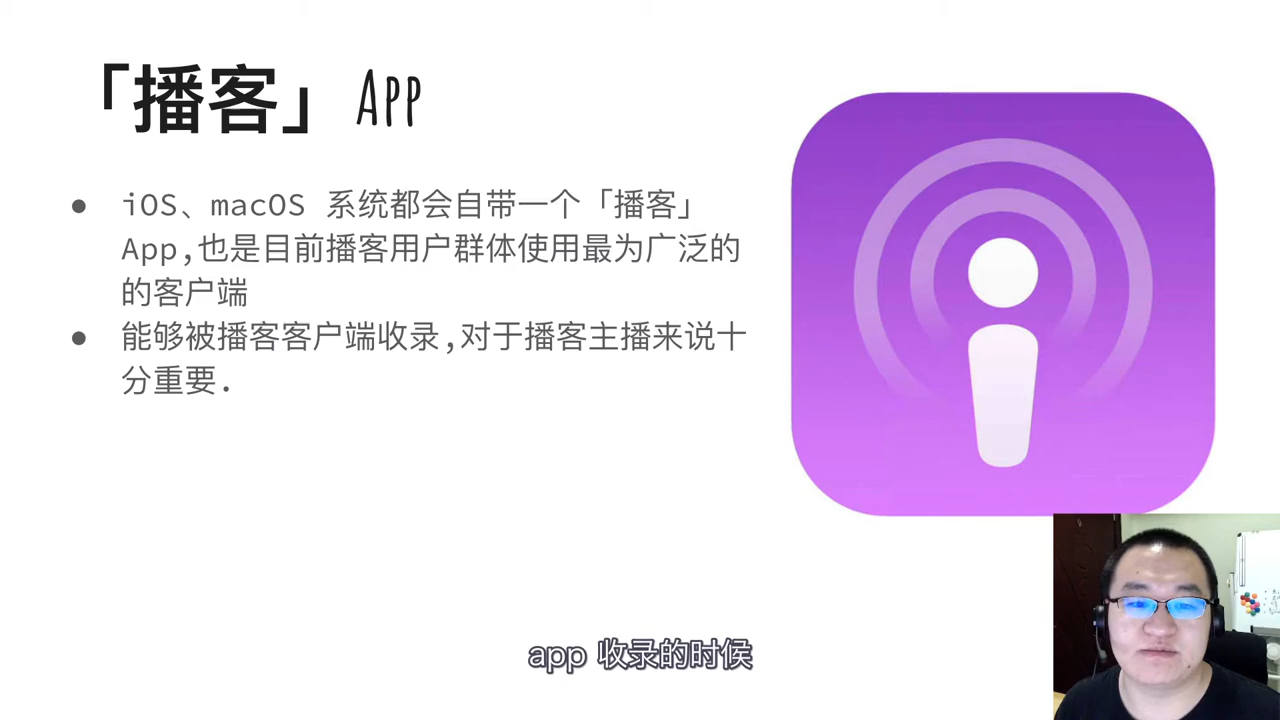 「播客」 App
iOS、macOS 系统都会自带一个「播客」
App,也是目前播客用户群体使用最为广泛的
的客户端
能够被播客客户端收录,对于播客主播来说十
分重要.
app 收录的时候